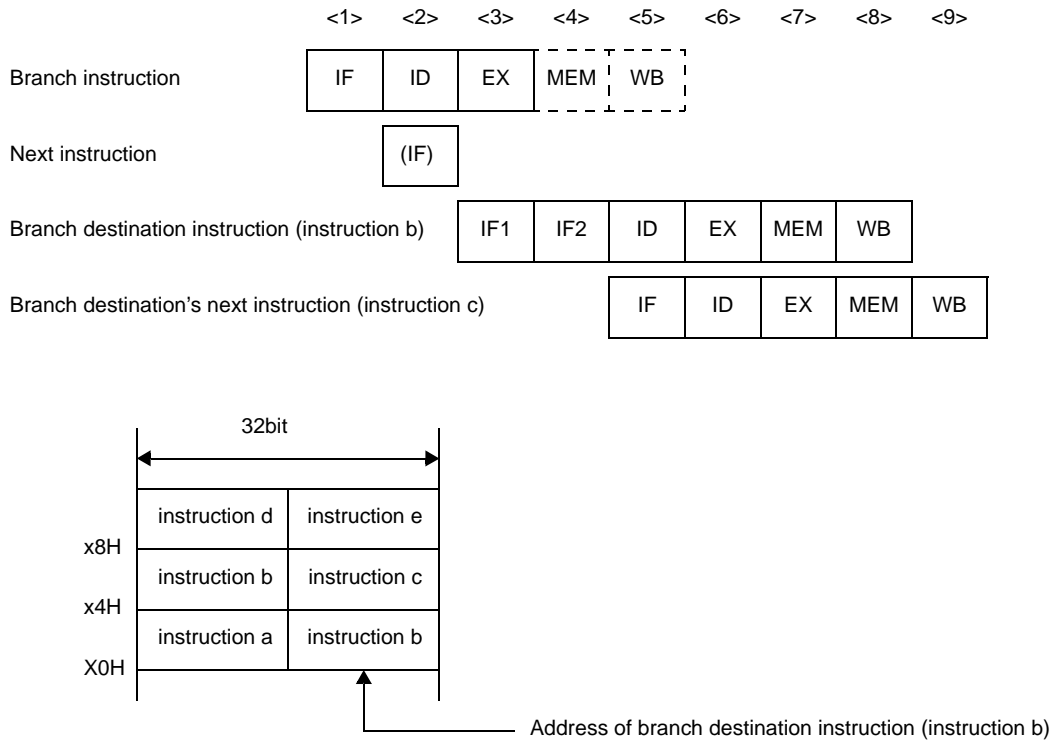 <1> <2> <3> <4> <5> <6> <7> <8> <9>
Branch instruction IF ID EX MEM WB
Next instruction (IF)
Branch destination instruction (instruction b) IF1 IF2 ID EX MEM WB
Branch destination's next instruction (instruction c) IF ID EX MEM WB
32bit
instruction d instruction e
x8H
instruction b instruction c
x4H
instruction a instruction b
X0H
Address of branch destination instruction (instruction b)